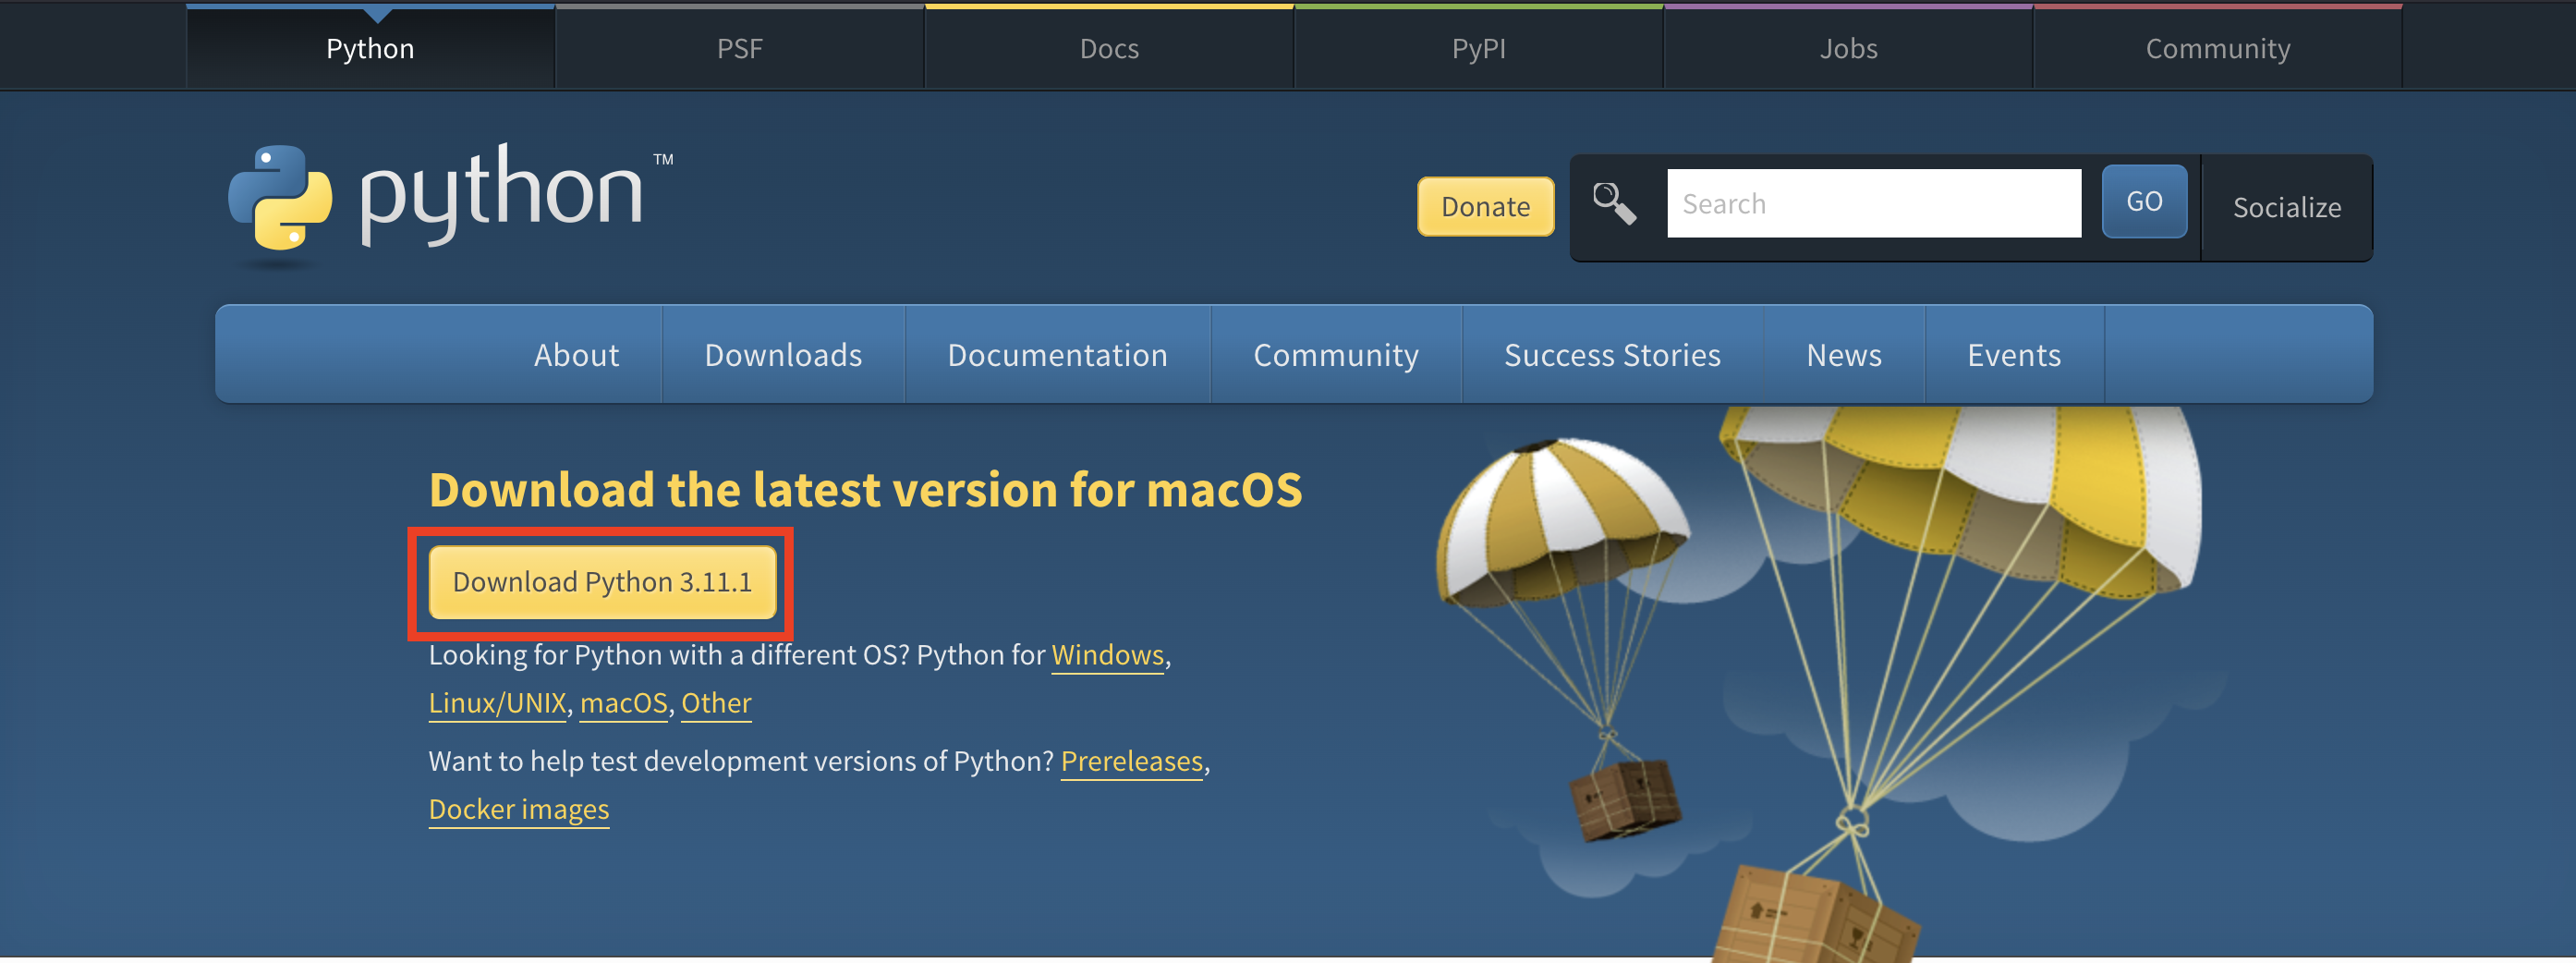 Python PSF Docs PyPI Jobs Community
python™
Donate Search GO Socialize
About Downloads Documentation Community Success Stories News Events
Download the latest version for macOS
Download Python 3.11.1
Looking for Python with a different OS? Python for Windows,
Linux/UNIX, macOS, Other
Want to help test development versions of Python? Prereleases,
Docker images